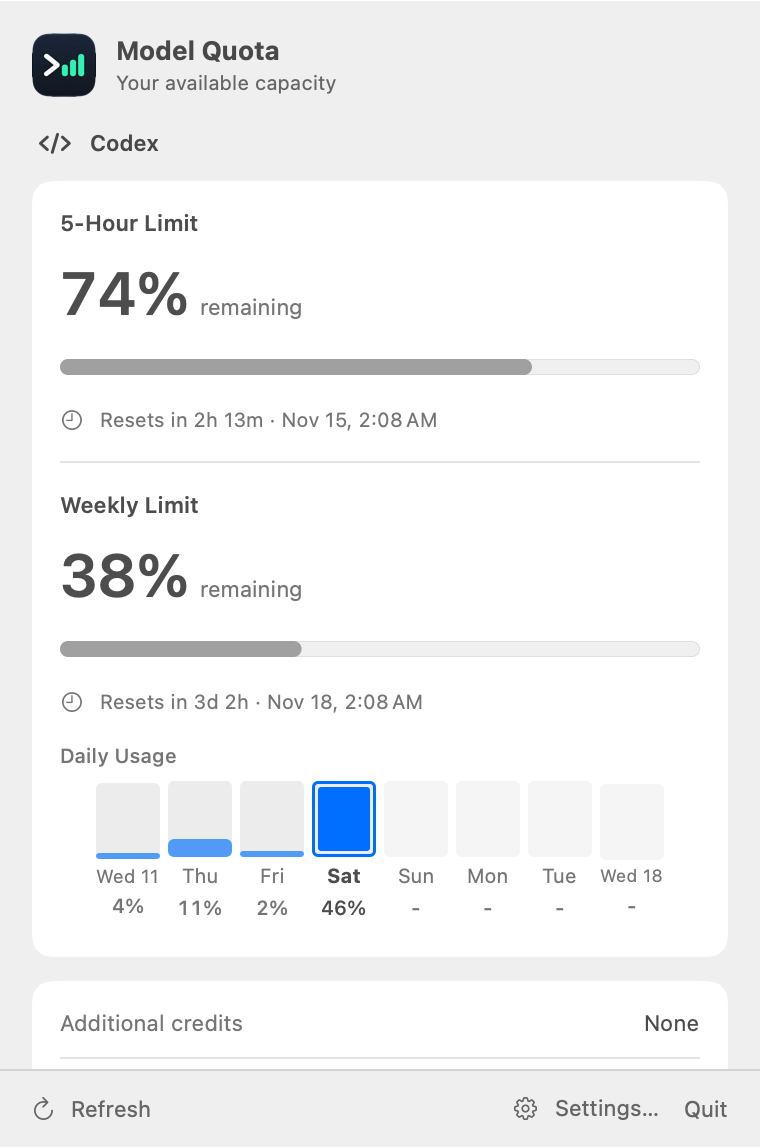 Model Quota
Your available capacity
</> Codex
5-Hour Limit
74% remaining
Resets in 2h 13m · Nov 15, 2:08 AM
Weekly Limit
38% remaining
Resets in 3d 2h · Nov 18, 2:08 AM
Daily Usage
Wed 11 Thu Fri Sat Sun Mon Tue Wed 18
4% 11% 2% 46% - - - -
Additional credits None
Refresh Settings... Quit